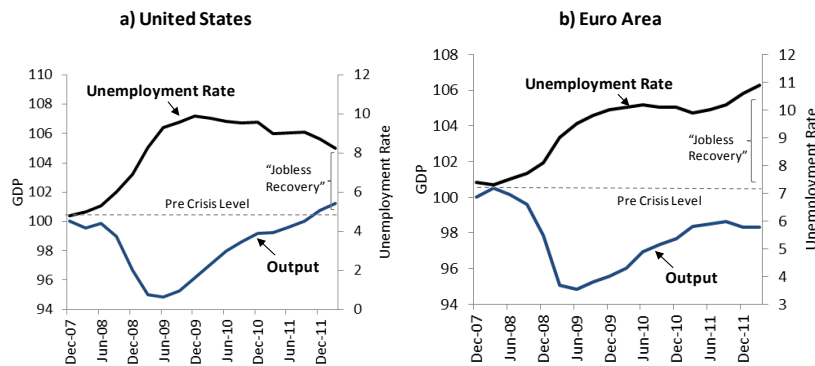 a) United States
110
108
106
104
102
100
98
96
94
GDP
12
10
8
6
4
2
0
Unemployment Rate
Unemployment Rate
"Jobless
Recovery"
Pre Crisis Level
Output
Dec-07
Jun-08
Dec-08
Jun-09
Dec-09
Jun-10
Dec-10
Jun-11
Dec-11
b) Euro Area
108
106
104
102
100
98
96
94
GDP
12
11
10
9
8
7
6
5
4
3
Unemployment Rate
Unemployment Rate
"Jobless
Recovery"
Pre Crisis Level
Output
Dec-07
Jun-08
Dec-08
Jun-09
Dec-09
Jun-10
Dec-10
Jun-11
Dec-11